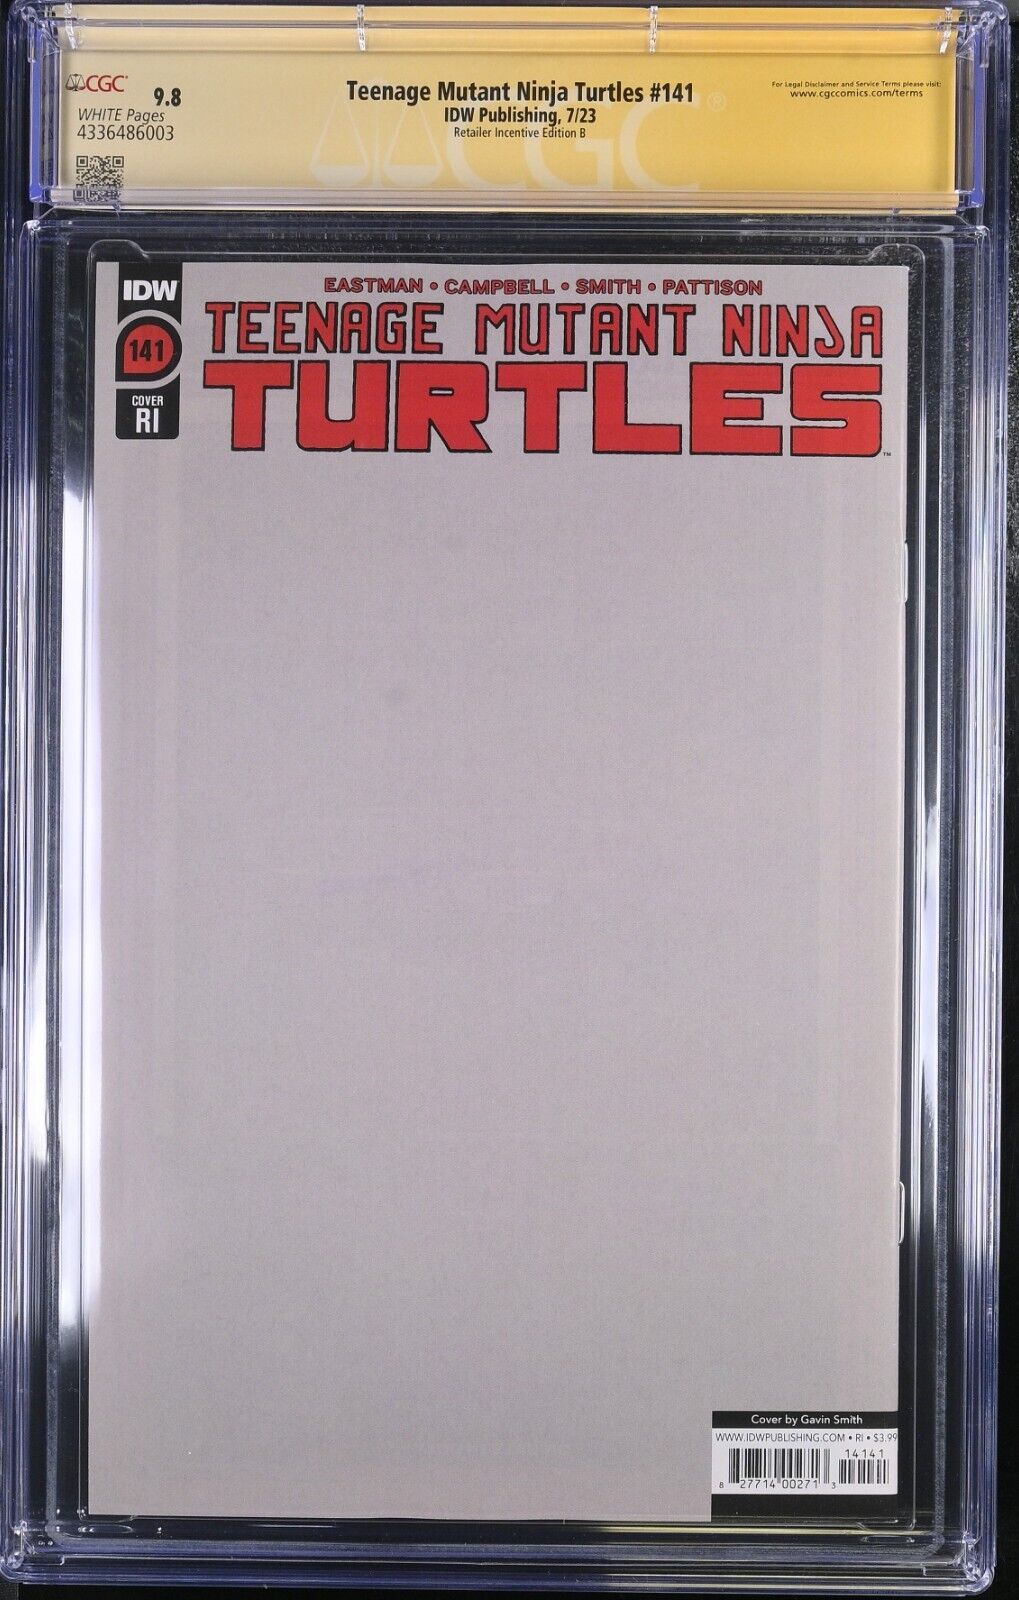 CGC®
9.8
WHITE Pages
4336486003
Teenage Mutant Ninja Turtles #141
IDW Publishing, 7/23
Retailer Incentive Edition B
For Legal Disclaimer and Service Terms please visit:
www.cgccomics.com/terms
CGC®
IDW
141
COVER
RI
EASTMAN • CAMPBELL • SMITH • PATTISON
TEENAGE MUTANT NINJA
TURTLES™
Cover by Gavin Smith
WWW.IDWPUBLISHING.COM • RI • $3.99
14141
8 27714 00271 3